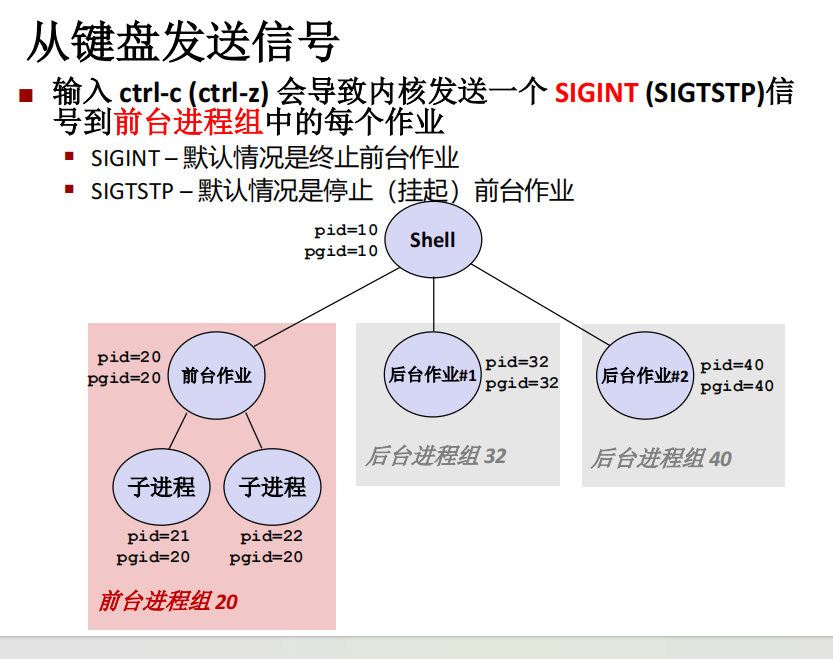 从键盘发送信号
输入 ctrl-c (ctrl-z) 会导致内核发送一个 SIGINT (SIGTSTP)信
号到前台进程组中的每个作业
SIGINT – 默认情况是终止前台作业
SIGTSTP – 默认情况是停止（挂起）前台作业
pid=10
pgid=10
Shell
pid=20
pgid=20
前台作业
后台作业#1
pid=32
pgid=32
后台作业#2
pid=40
pgid=40
后台进程组 32
后台进程组 40
子进程
子进程
pid=21
pgid=20
pid=22
pgid=20
前台进程组 20